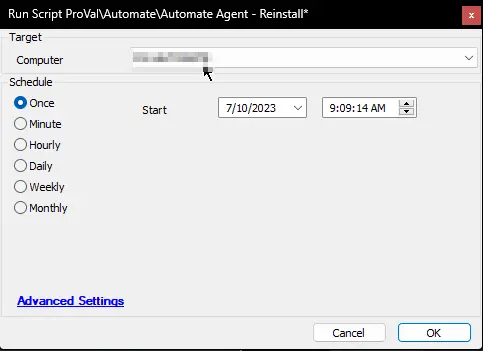 Run Script ProVal\Automate\Automate Agent - Reinstall*
Target
Computer
Schedule
Once
Minute
Hourly
Daily
Weekly
Monthly
Start 7/10/2023 9:09:14 AM
Advanced Settings
Cancel OK